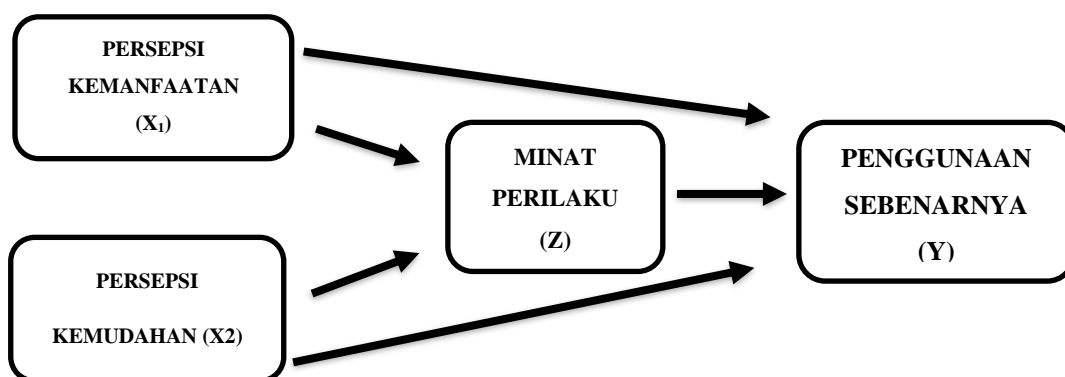 PERSEPSI
KEMANFAATAN
(X₁)
MINAT
PERILAKU
(Z)
PENGGUNAAN
SEBENARNYA
(Y)
PERSEPSI
KEMUDAHAN (X2)